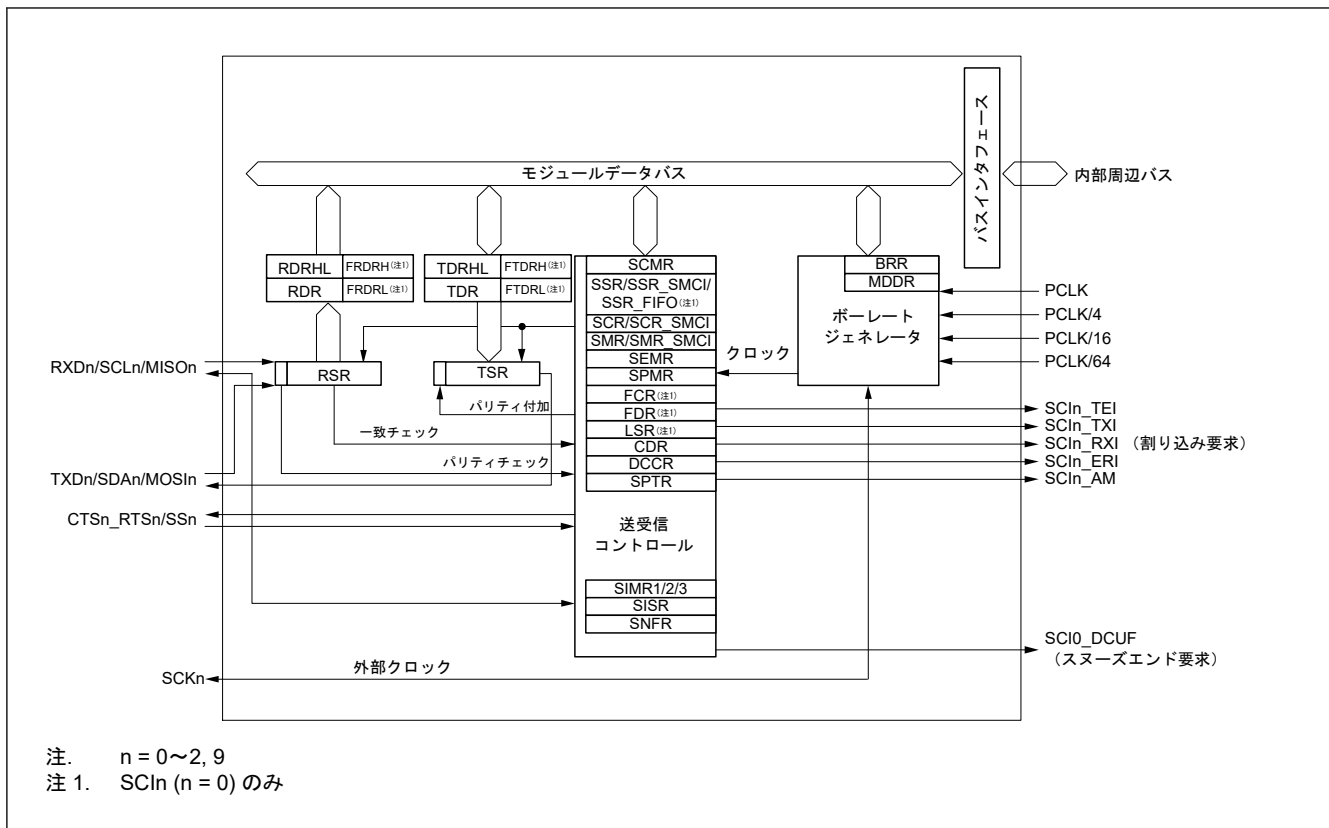 バスインタフェース
モジュールデータバス
内部周辺バス
RDRHL FRDRH(注1)
RDR FRDRL(注1)
TDRHL FTDRH(注1)
TDR FTDRL(注1)
SCMR
SSR/SSR_SMCI/
SSR_FIFO(注1)
SCR/SCR_SMCI
SMR/SMR_SMCI
SEMR
SPMR
FCR(注1)
FDR(注1)
LSR(注1)
CDR
DCCR
SPTR
送受信
コントロール
SIMR1/2/3
SISR
SNFR
BRR
MDDR
ボーレート
ジェネレータ
クロック
PCLK
PCLK/4
PCLK/16
PCLK/64
RSR
TSR
パリティ付加
一致チェック
パリティチェック
RXDn/SCLn/MISOn
TXDn/SDAn/MOSIn
CTSn_RTSn/SSn
SCKn
外部クロック
SCIn_TEI
SCIn_TXI
SCIn_RXI (割り込み要求)
SCIn_ERI
SCIn_AM
SCI0_DCUF
(スヌーズエンド要求)
注. n = 0～2, 9
注 1. SCIn (n = 0) のみ